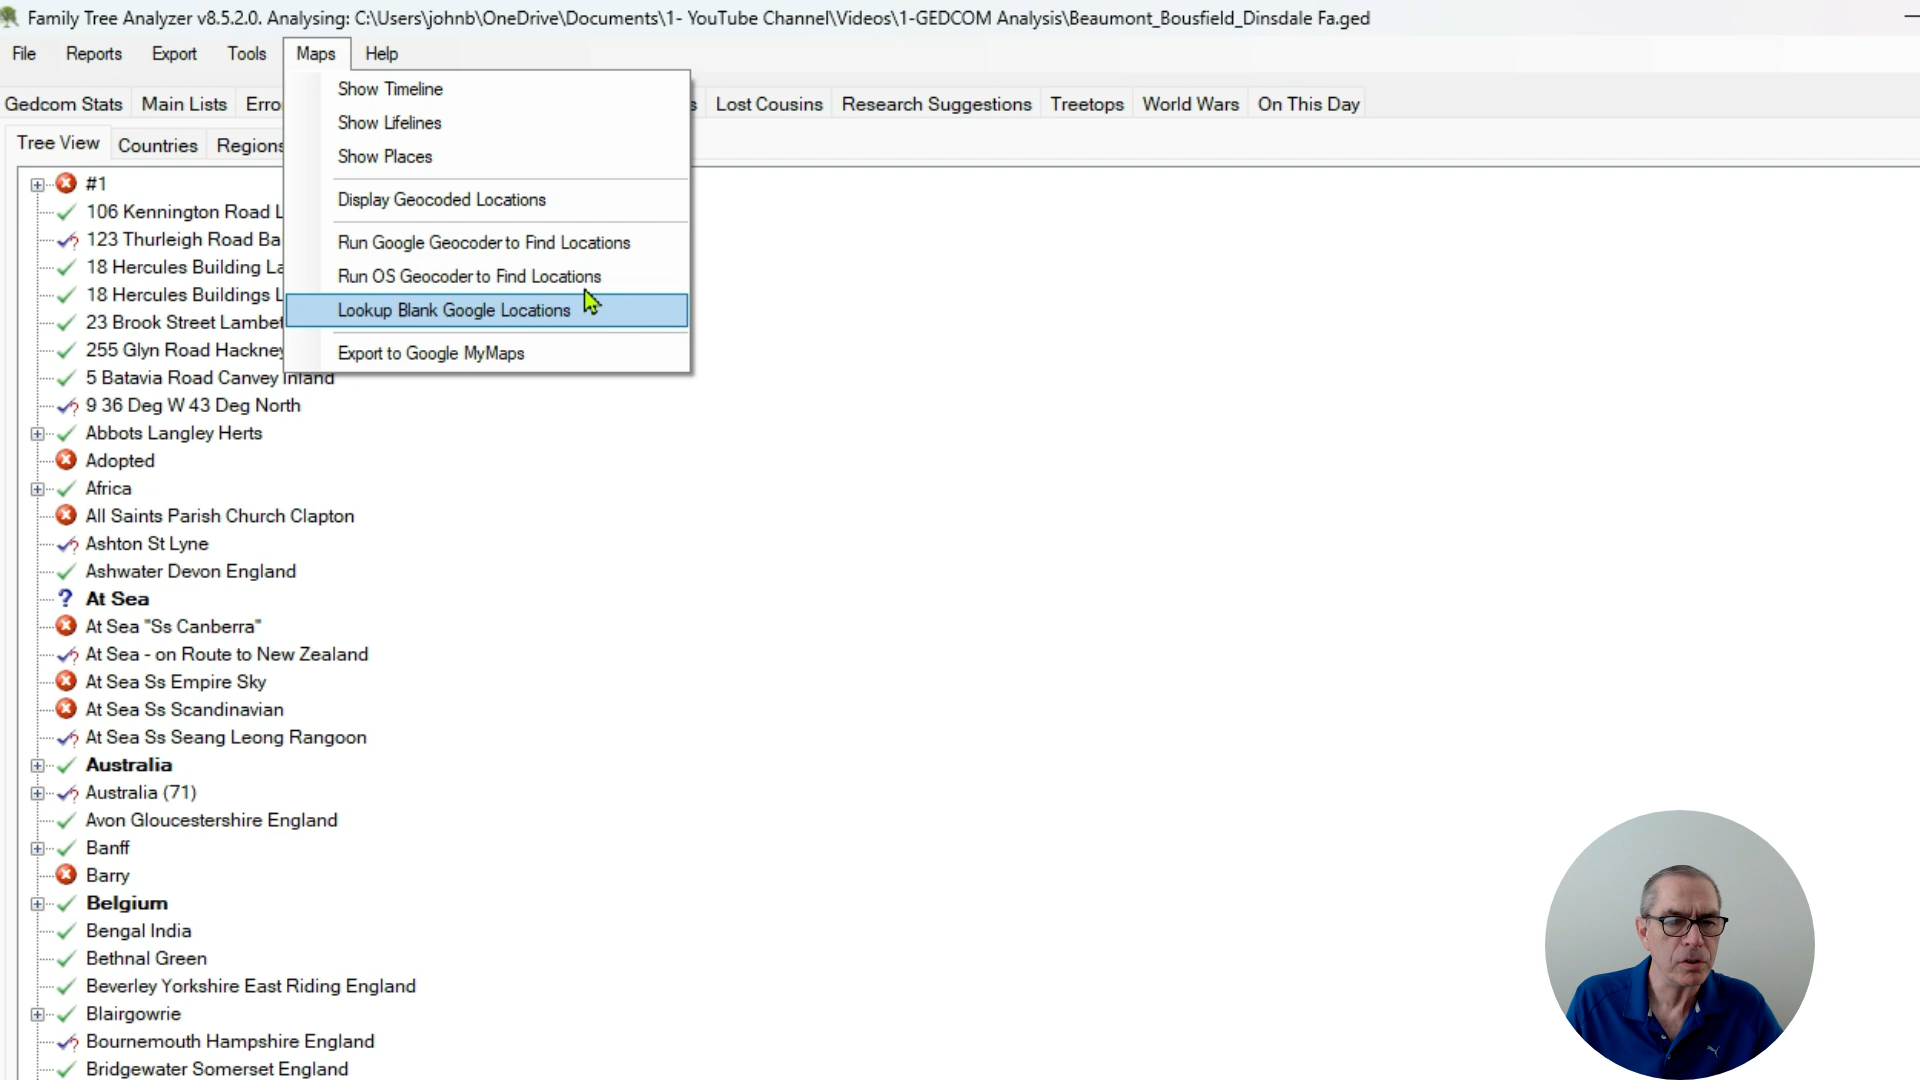 Family Tree Analyzer v8.5.2.0. Analysing: C:\Users\johnb\OneDrive\Documents\1- YouTube Channel\Videos\1-GEDCOM Analysis\Beaumont_Bousfield_Dinsdale Fa.ged
File Reports Export Tools Maps Help
Gedcom Stats Main Lists Erro s Lost Cousins Research Suggestions Treetops World Wars On This Day
Tree View Countries Regions
Show Timeline
Show Lifelines
Show Places
Display Geocoded Locations
Run Google Geocoder to Find Locations
Run OS Geocoder to Find Locations
Lookup Blank Google Locations
Export to Google MyMaps
#1
106 Kennington Road L
123 Thurleigh Road Ba
18 Hercules Building La
18 Hercules Buildings L
23 Brook Street Lambet
255 Glyn Road Hackney
5 Batavia Road Canvey Inland
9 36 Deg W 43 Deg North
Abbots Langley Herts
Adopted
Africa
All Saints Parish Church Clapton
Ashton St Lyne
Ashwater Devon England
? At Sea
At Sea "Ss Canberra"
At Sea - on Route to New Zealand
At Sea Ss Empire Sky
At Sea Ss Scandinavian
At Sea Ss Seang Leong Rangoon
Australia
Australia (71)
Avon Gloucestershire England
Banff
Barry
Belgium
Bengal India
Bethnal Green
Beverley Yorkshire East Riding England
Blairgowrie
Bournemouth Hampshire England
Bridgewater Somerset England